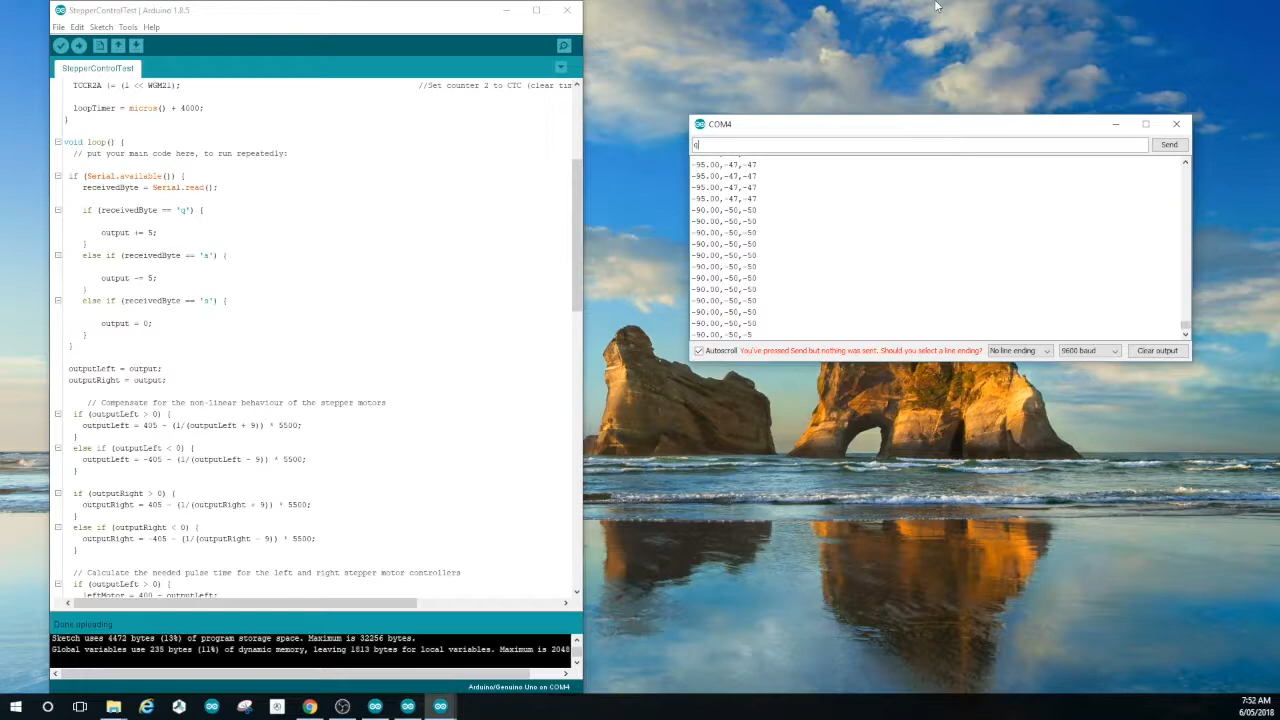 StepperControlTest | Arduino 1.8.5
File Edit Sketch Tools Help
StepperControlTest
TCCR2A |= (1 << WGM21); //Set counter 2 to CTC (clear tim
loopTimer = micros() + 4000;
}
void loop() {
// put your main code here, to run repeatedly:
if (Serial.available()) {
receivedByte = Serial.read();
if (receivedByte == 'q') {
output += 5;
}
else if (receivedByte == 'a') {
output -= 5;
}
else if (receivedByte == 's') {
output = 0;
}
}
outputLeft = output;
outputRight = output;
// Compensate for the non-linear behaviour of the stepper motors
if (outputLeft > 0) {
outputLeft = 405 - (1/(outputLeft + 9)) * 5500;
}
else if (outputLeft < 0) {
outputLeft = -405 - (1/(outputLeft - 9)) * 5500;
}
if (outputRight > 0) {
outputRight = 405 - (1/(outputRight + 9)) * 5500;
}
else if (outputRight < 0) {
outputRight = -405 - (1/(outputRight - 9)) * 5500;
}
// Calculate the needed pulse time for the left and right stepper motor controllers
if (outputLeft > 0) {
leftMotor = 400 - outputLeft;
Done uploading
Sketch uses 4472 bytes (13%) of program storage space. Maximum is 32256 bytes.
Global variables use 235 bytes (11%) of dynamic memory, leaving 1813 bytes for local variables. Maximum is 2048
Arduino/Genuino Uno on COM4
COM4
q
Send
-95.00,-47,-47
-95.00,-47,-47
-95.00,-47,-47
-95.00,-47,-47
-90.00,-50,-50
-90.00,-50,-50
-90.00,-50,-50
-90.00,-50,-50
-90.00,-50,-50
-90.00,-50,-50
-90.00,-50,-50
-90.00,-50,-50
-90.00,-50,-50
-90.00,-50,-50
-90.00,-50,-50
-90.00,-50,-5
Autoscroll You've pressed Send but nothing was sent. Should you select a line ending? No line ending 9600 baud Clear output
7:52 AM
6/05/2018